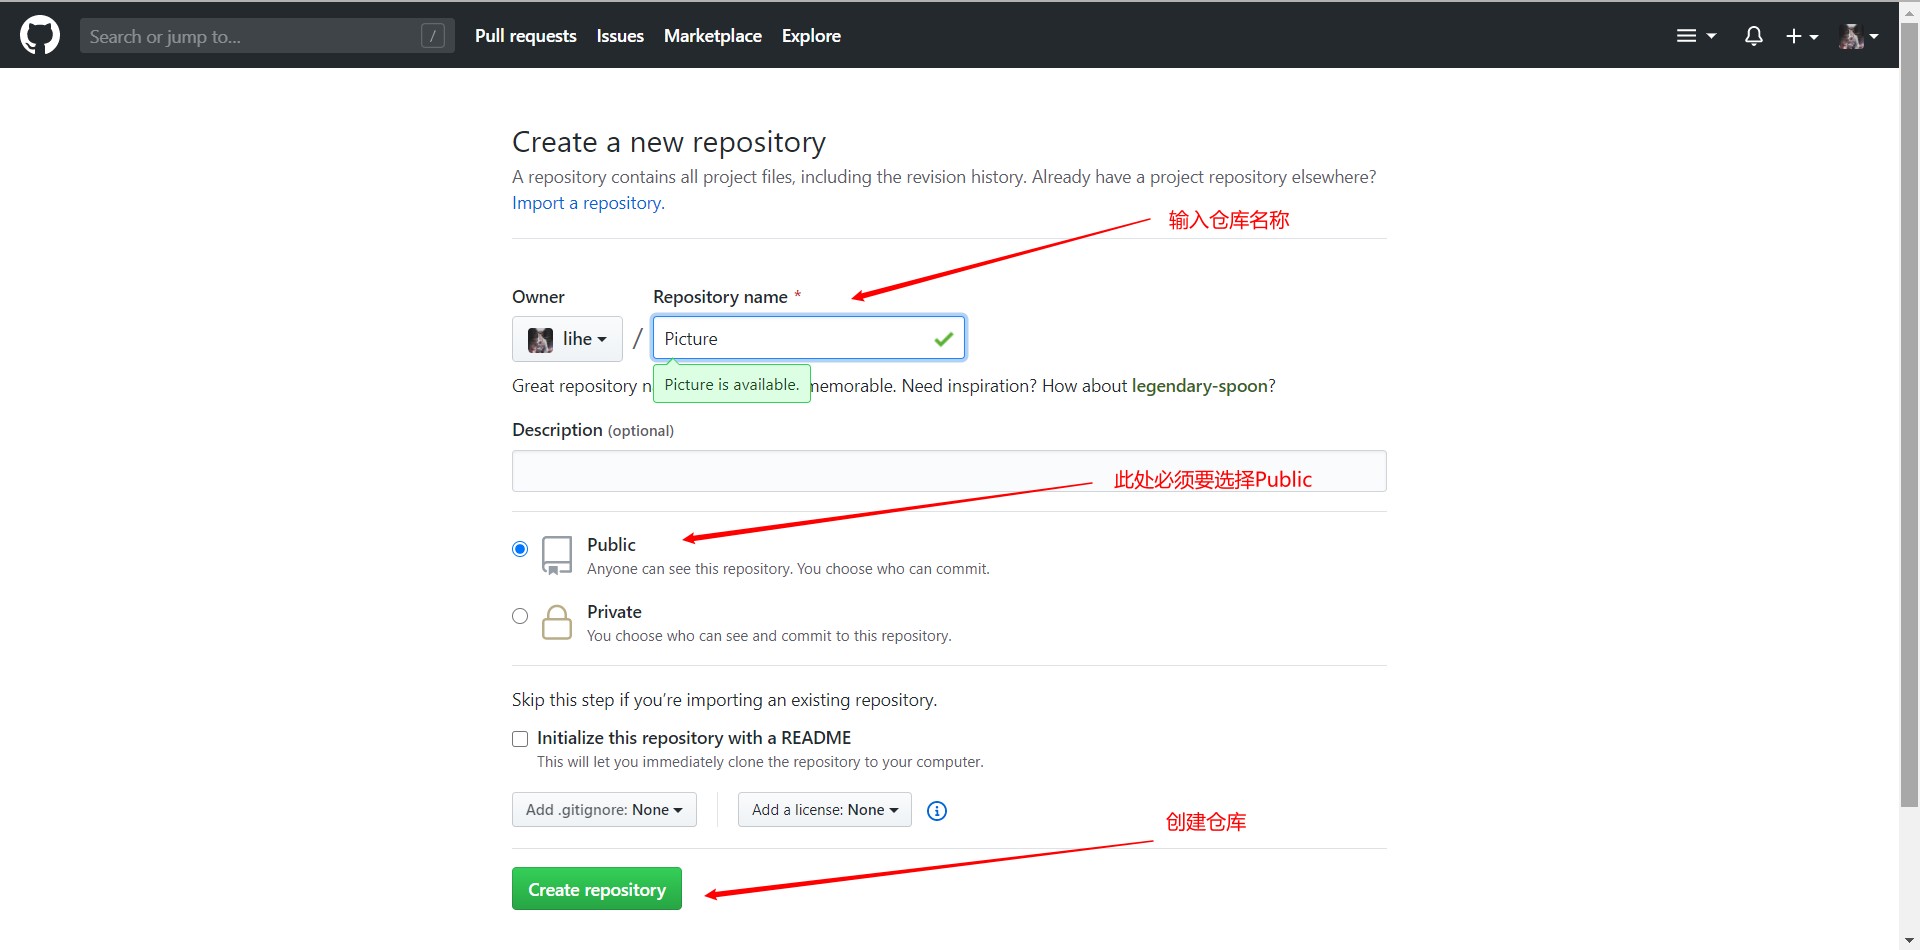 Search or jump to...
/
Pull requests
Issues
Marketplace
Explore
Create a new repository
A repository contains all project files, including the revision history. Already have a project repository elsewhere?
Import a repository.
输入仓库名称
Owner
Repository name *
lihe
/
Picture
Picture is available.
Great repository n
memorable. Need inspiration? How about legendary-spoon?
Description (optional)
此处必须要选择Public
Public
Anyone can see this repository. You choose who can commit.
Private
You choose who can see and commit to this repository.
Skip this step if you’re importing an existing repository.
Initialize this repository with a README
This will let you immediately clone the repository to your computer.
Add .gitignore: None
Add a license: None
创建仓库
Create repository